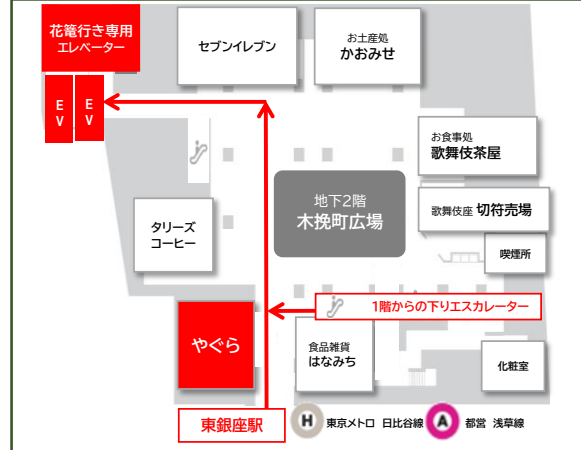 花篭行き専用
エレベーター
EV
EV
セブンイレブン
お土産処
かおみせ
お食事処
歌舞伎茶屋
地下2階
木挽町広場
歌舞伎座 切符売場
タリーズ
コーヒー
喫煙所
1階からの下りエスカレーター
やぐら
食品雑貨
はなみち
化粧室
東銀座駅
H 東京メトロ 日比谷線 A 都営 浅草線